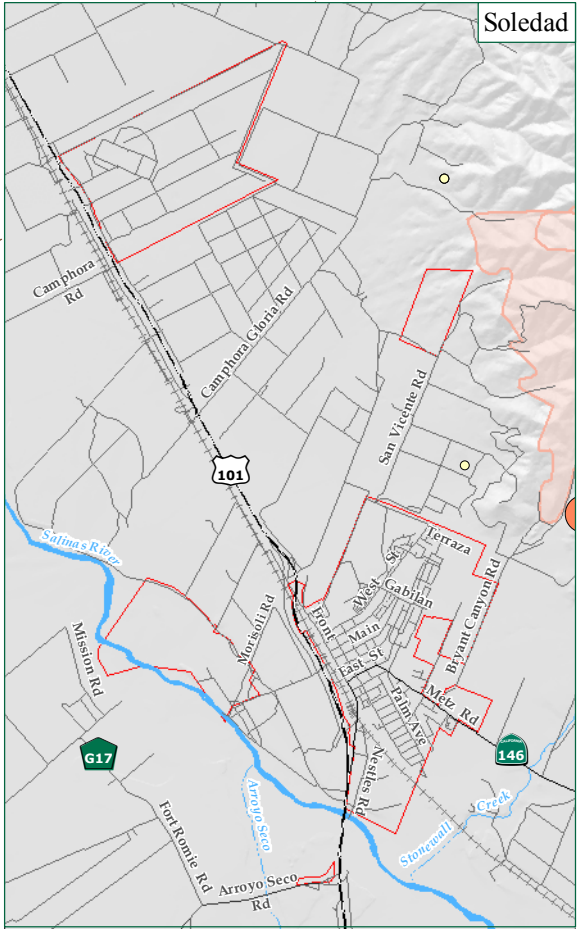 Soledad
Camphora
Rd
Camphora Gloria Rd
San Vicente Rd
101
Salinas River
Terraza
West St
Gabilan
Front
Main
East St
Bryant Canyon Rd
Morisoli Rd
Mission Rd
Metz Rd
Palm Ave
G17
CALIFORNIA
146
Nestles Rd
Arroyo Seco
Stonewall Creek
Fort Romie Rd
Arroyo Seco
Rd